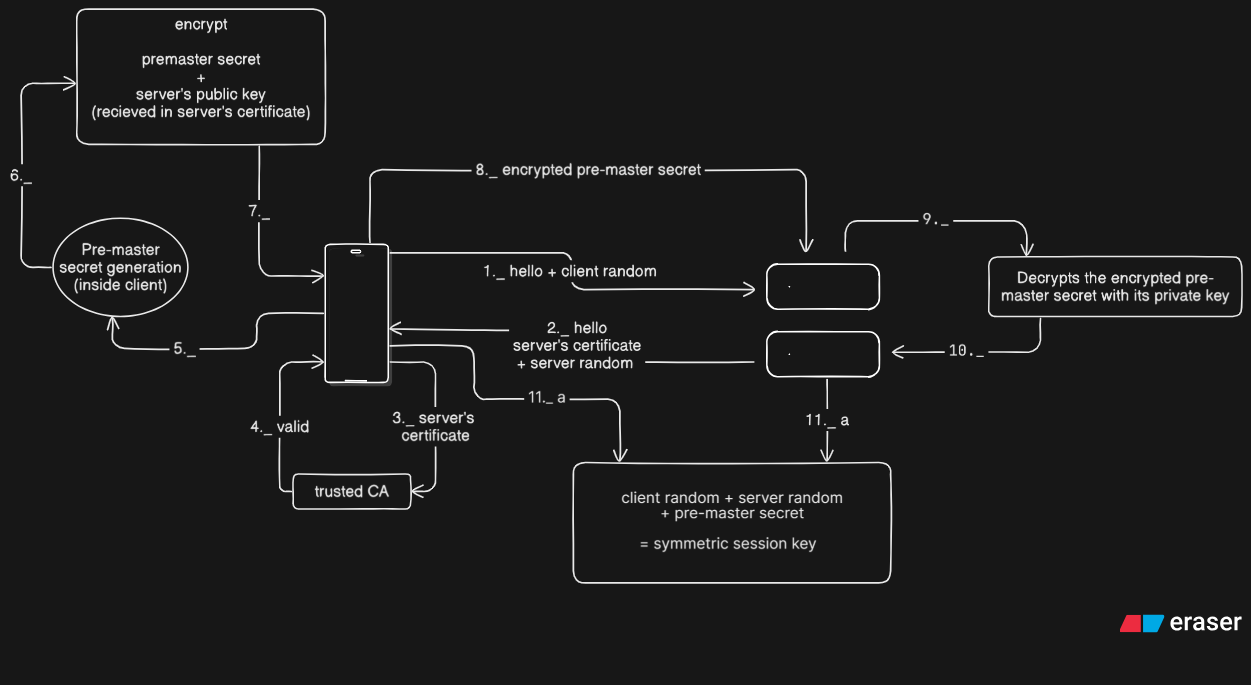 encrypt
premaster secret
+
server's public key
(recieved in server's certificate)
6._
7._
8._ encrypted pre-master secret
9._
Pre-master
secret generation
(inside client)
1._ hello + client random
Decrypts the encrypted pre-
master secret with its private key
5._
2._ hello
server's certificate
+ server random
10._
11._ a
4._ valid
3._ server's
certificate
11._ a
trusted CA
client random + server random
+ pre-master secret
= symmetric session key
eraser